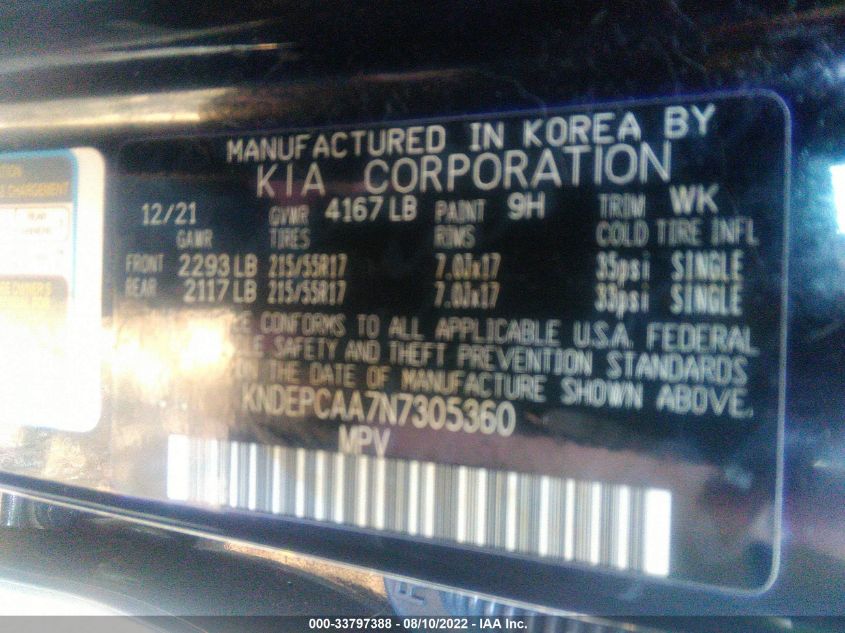 MANUFACTURED IN KOREA BY
KIA CORPORATION
12/21 GVWR 4167 LB PAINT 9H TRIM WK
GAWR TIRES RIMS COLD TIRE INFL
FRONT 2293 LB 215/55R17 7.0Jx17 35psi SINGLE
REAR 2117 LB 215/55R17 7.0Jx17 33psi SINGLE
CONFORMS TO ALL APPLICABLE U.S.A. FEDERAL
SAFETY AND THEFT PREVENTION STANDARDS
ON THE DATE OF MANUFACTURE SHOWN ABOVE.
KNDEPCAA7N7305360
MPV
CHARGEMENT
000-33797388 - 08/10/2022 - IAA Inc.